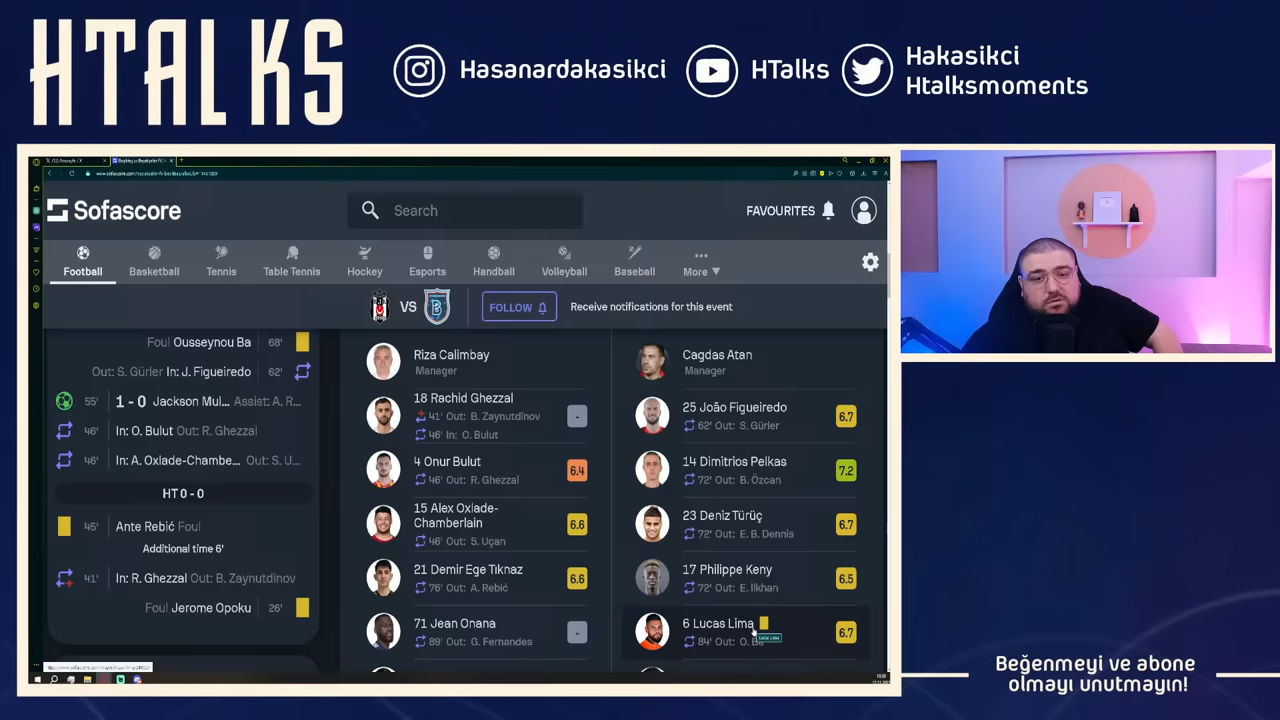 HTALKS
Hasanardakasikci
HTalks
Hakasikci
Htalksmoments
Sofascore
Search
FAVOURITES
Football
Basketball
Tennis
Table Tennis
Hockey
Esports
Handball
Volleyball
Baseball
More
VS
FOLLOW
Receive notifications for this event
Foul Ousseynou Ba 68'
Out: S. Gürler In: J. Figueiredo 62'
55' 1 - 0 Jackson Mul... Assist: A. R...
46' In: O. Bulut Out: R. Ghezzal
46' In: A. Oxlade-Chambe... Out: S. U...
HT 0 - 0
45' Ante Rebić Foul
Additional time 6'
41' In: R. Ghezzal Out: B. Zaynutdinov
Foul Jerome Opoku 26'
Riza Calimbay
Manager
18 Rachid Ghezzal
41' Out: B. Zaynutdinov
46' In: O. Bulut
-
4 Onur Bulut
46' Out: R. Ghezzal
6.4
15 Alex Oxlade-
Chamberlain
46' Out: S. Uçan
6.6
21 Demir Ege Tıknaz
76' Out: A. Rebić
6.6
71 Jean Onana
89' Out: G. Fernandes
-
Cagdas Atan
Manager
25 João Figueiredo
62' Out: S. Gürler
6.7
14 Dimitrios Pelkas
72' Out: B. Özcan
7.2
23 Deniz Türüç
72' Out: E. B. Dennis
6.7
17 Philippe Keny
72' Out: E. İlkhan
6.5
6 Lucas Lima
Lucas Lima
84' Out: O. Ba
6.7
Beğenmeyi ve abone
olmayı unutmayın!